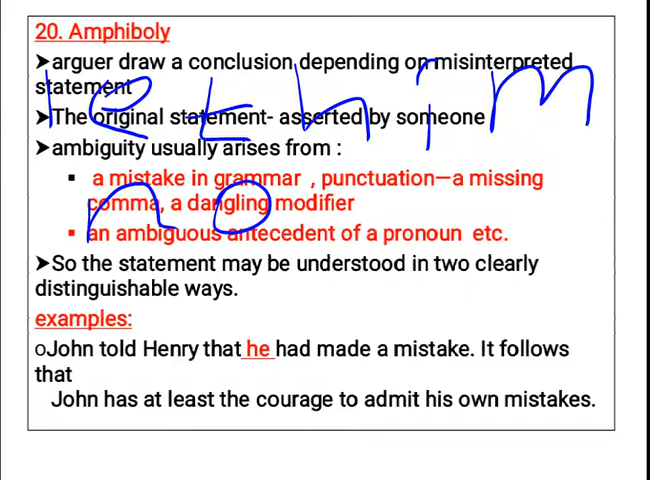 20. Amphiboly
➤arguer draw a conclusion depending on misinterpreted
statement
➤The original statement- asserted by someone
➤ambiguity usually arises from :
▪ a mistake in grammar , punctuation—a missing
comma, a dangling modifier
▪ an ambiguous antecedent of a pronoun etc.
➤So the statement may be understood in two clearly
distinguishable ways.
examples:
oJohn told Henry that he had made a mistake. It follows
that
John has at least the courage to admit his own mistakes.
let him
no